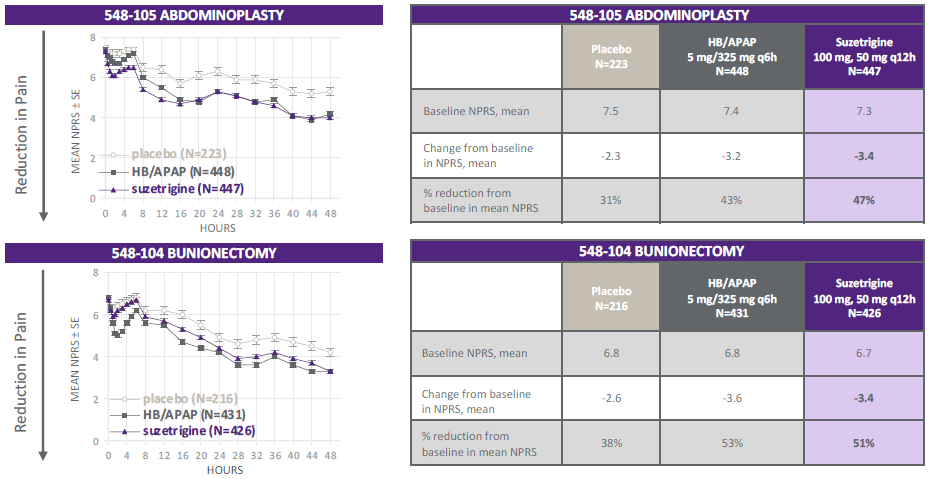 548-105 ABDOMINOPLASTY
Reduction in Pain
MEAN NPRS ± SE
8
6
4
2
0
placebo (N=223)
HB/APAP (N=448)
suzetrigine (N=447)
0 4 8 12 16 20 24 28 32 36 40 44 48
HOURS
548-105 ABDOMINOPLASTY
Placebo
N=223
HB/APAP
5 mg/325 mg q6h
N=448
Suzetrigine
100 mg, 50 mg q12h
N=447
Baseline NPRS, mean 7.5 7.4 7.3
Change from baseline
in NPRS, mean -2.3 -3.2 -3.4
% reduction from
baseline in mean NPRS 31% 43% 47%
548-104 BUNIONECTOMY
Reduction in Pain
MEAN NPRS ± SE
8
6
4
2
0
placebo (N=216)
HB/APAP (N=431)
suzetrigine (N=426)
0 4 8 12 16 20 24 28 32 36 40 44 48
HOURS
548-104 BUNIONECTOMY
Placebo
N=216
HB/APAP
5 mg/325 mg q6h
N=431
Suzetrigine
100 mg, 50 mg q12h
N=426
Baseline NPRS, mean 6.8 6.8 6.7
Change from baseline
in NPRS, mean -2.6 -3.6 -3.4
% reduction from
baseline in mean NPRS 38% 53% 51%